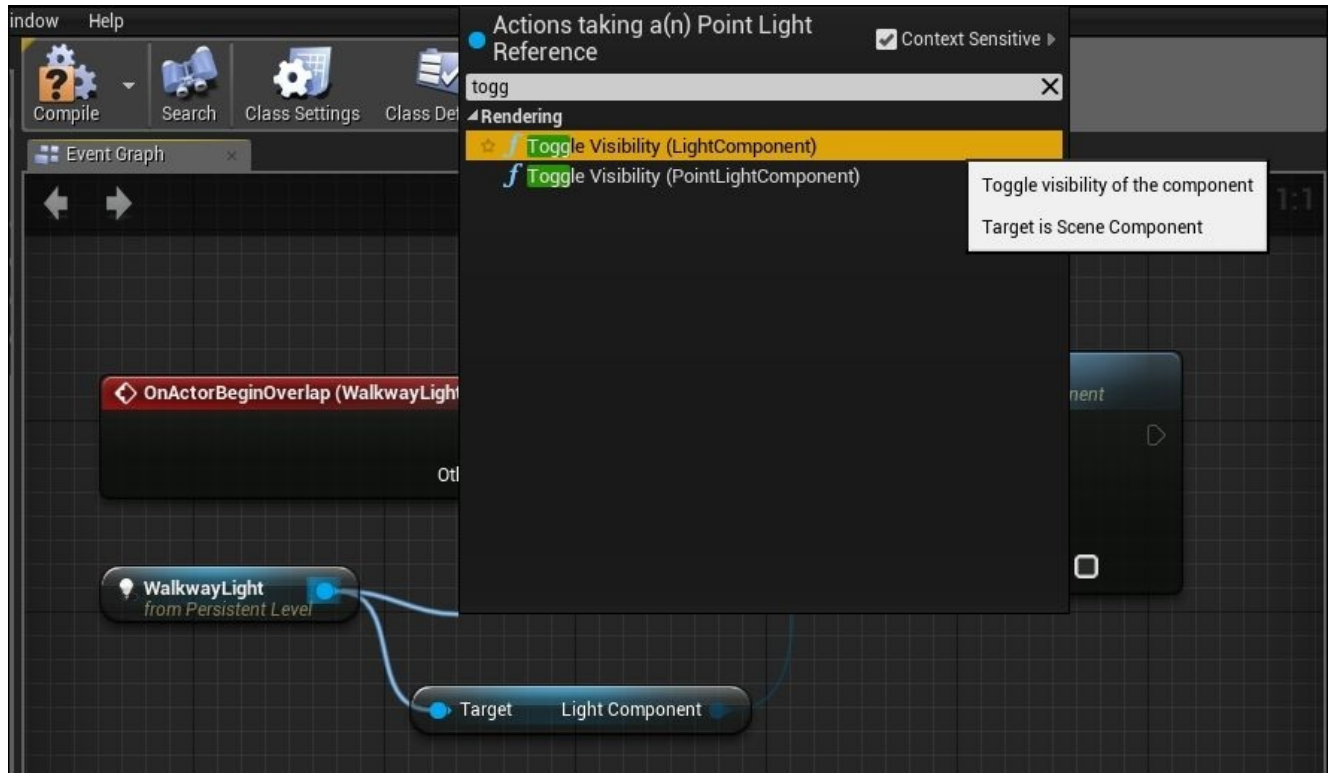 indow Help
Compile
Search
Class Settings
Class Def
Event Graph
Actions taking a(n) Point Light
Reference
Context Sensitive
togg
Rendering
Toggle Visibility (LightComponent)
Toggle Visibility (PointLightComponent)
Toggle visibility of the component
Target is Scene Component
1:1
OnActorBeginOverlap (WalkwayLight
Oth
nent
WalkwayLight
from Persistent Level
Target Light Component